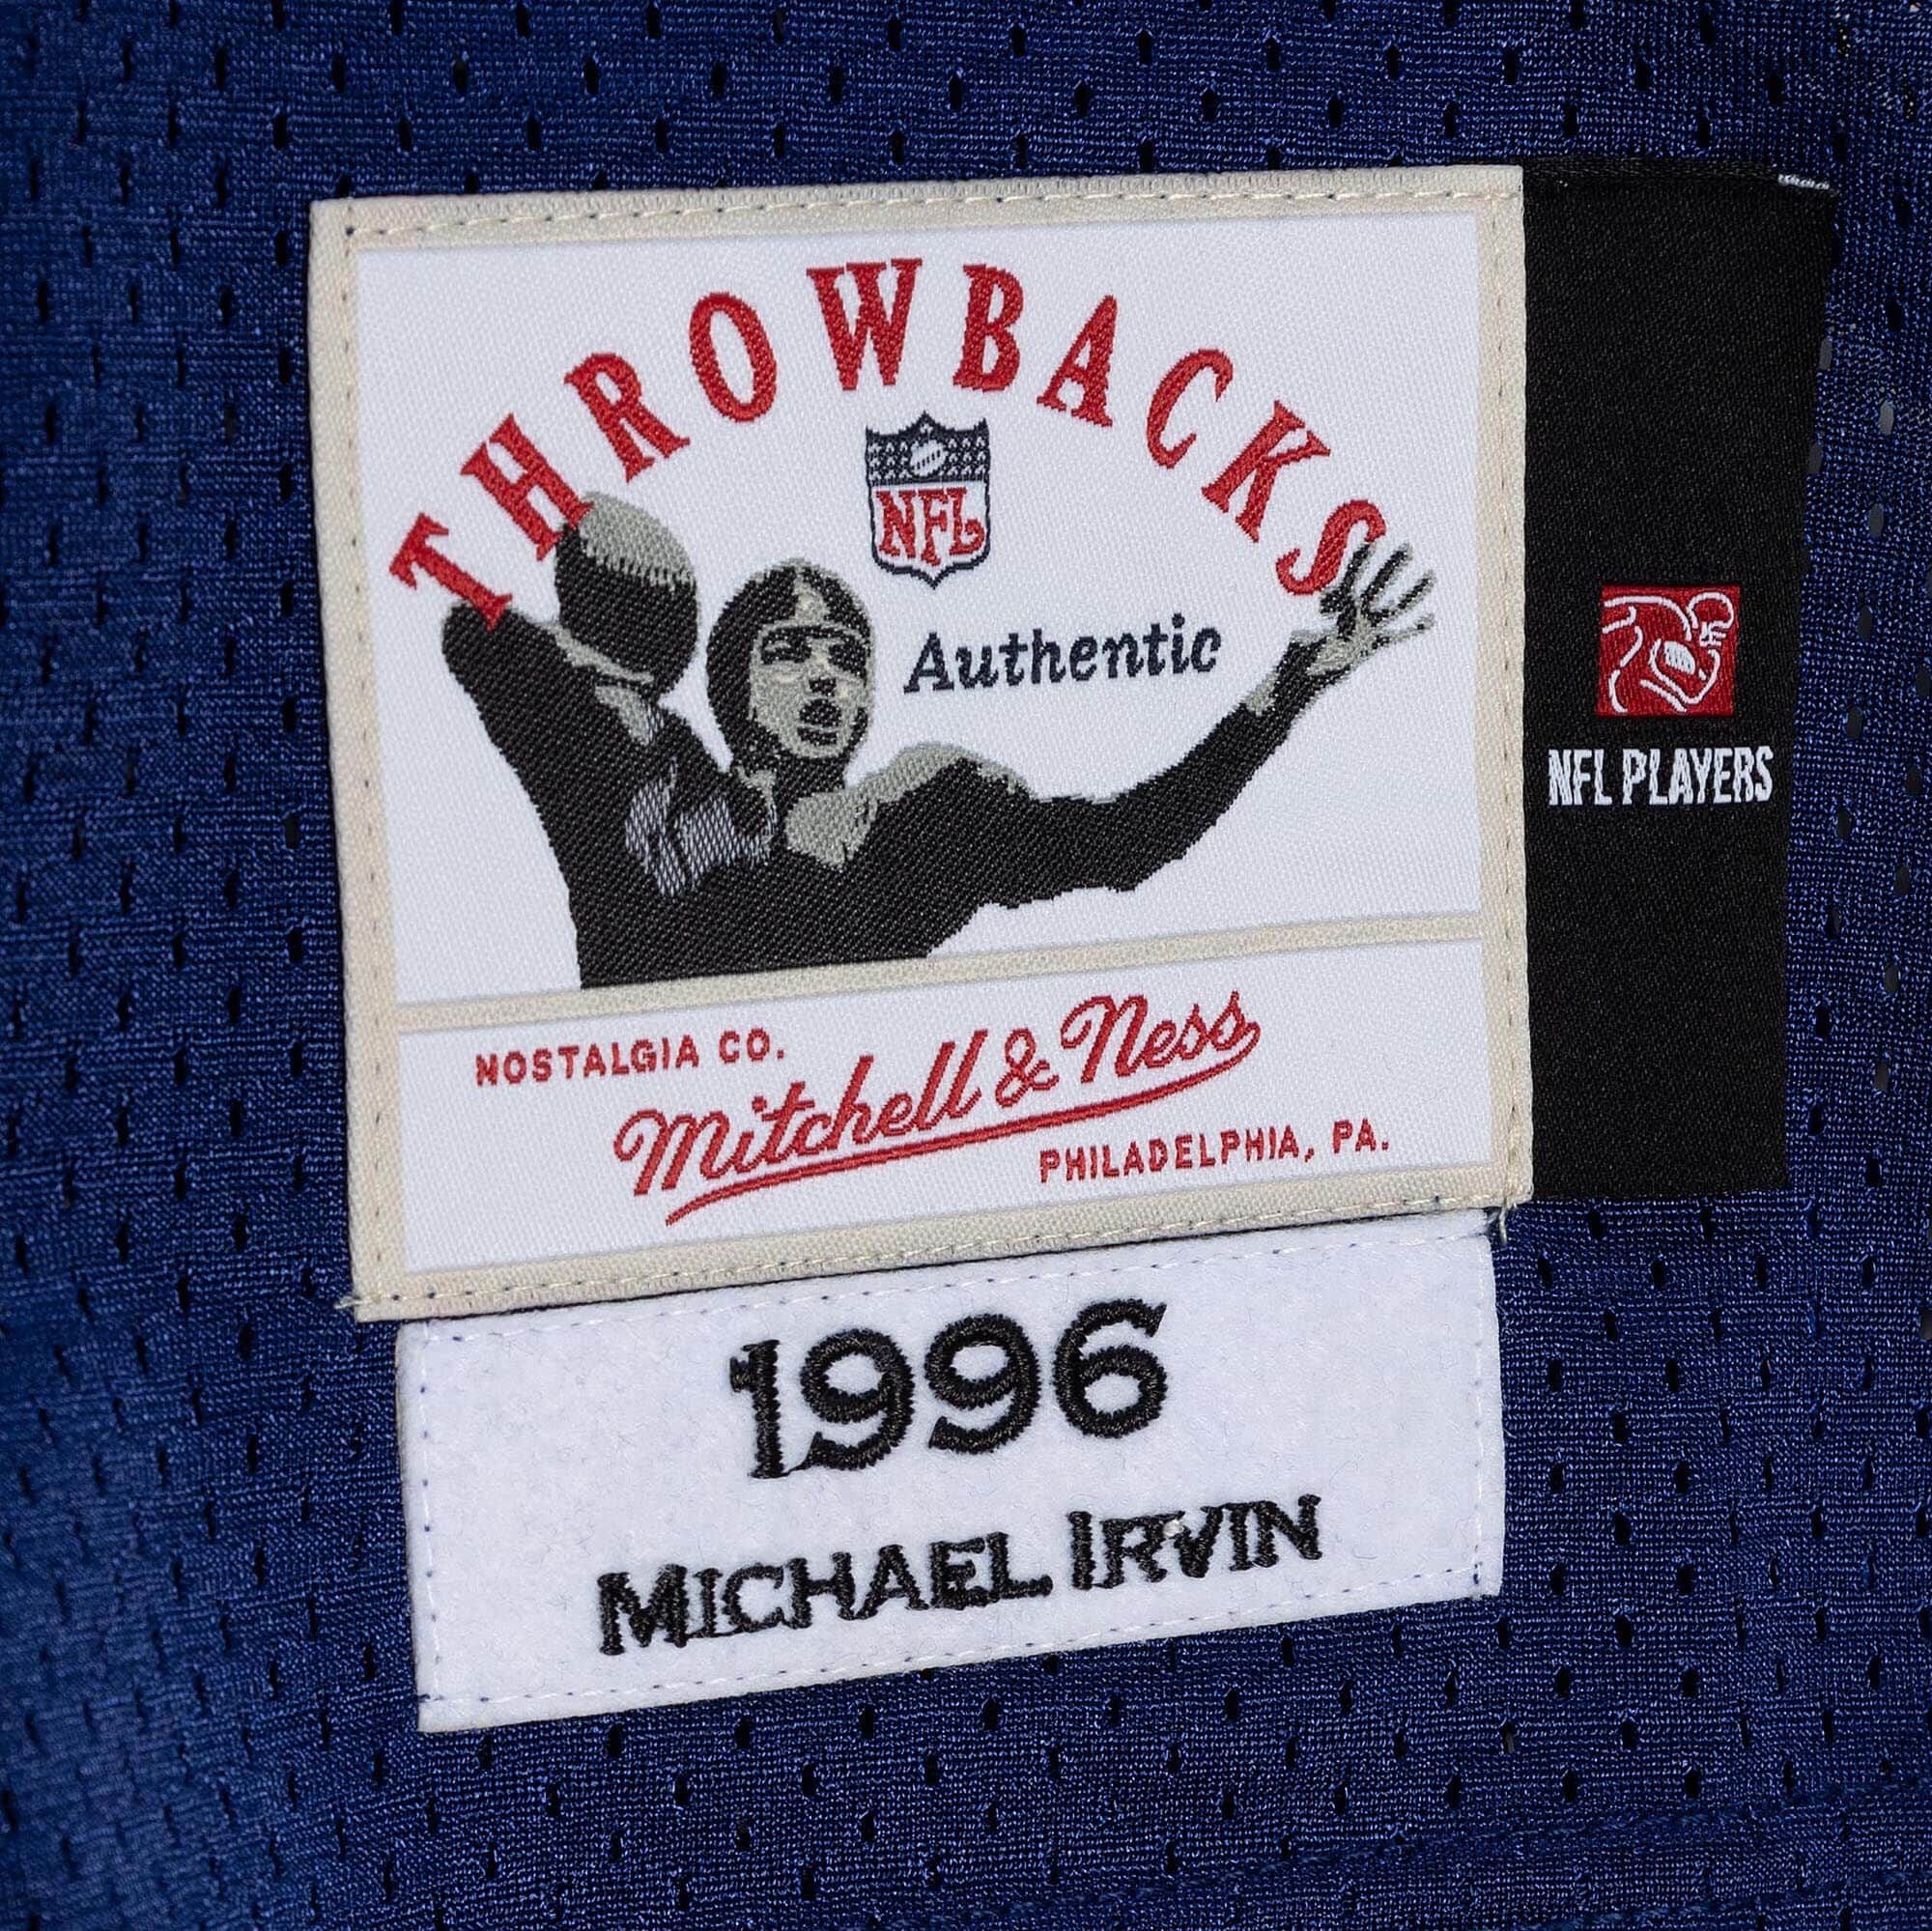 THROWBACKS
NFL
Authentic
NFL PLAYERS
NOSTALGIA CO.
Mitchell & Ness
PHILADELPHIA, PA.
1996
MICHAEL IRVIN